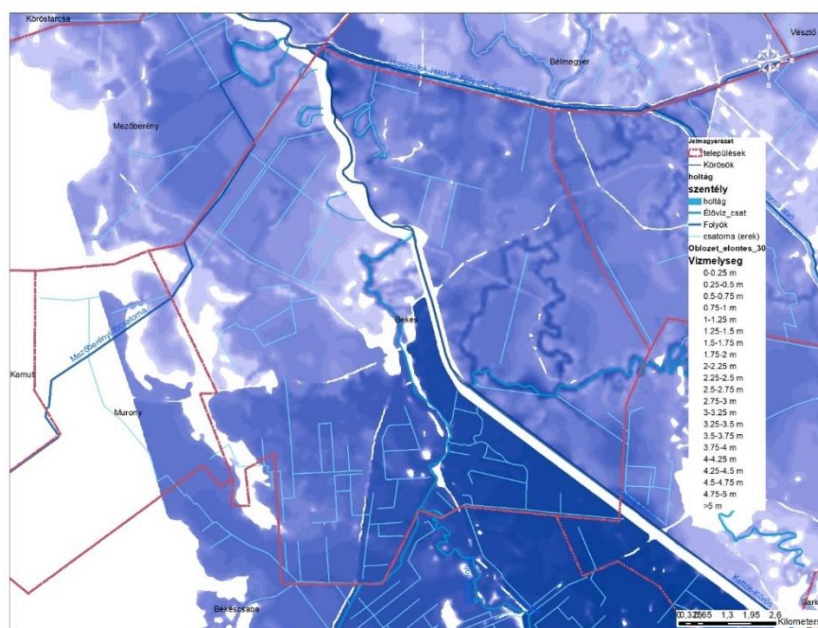 Köröstarcsa
Vésztő
N
W
E
S
Bélmegyer
Mezőberény
Jelmagyarázat
települések
Körösök
holtág
szentély
holtág
Élővíz_csat
Folyók
csatorna (erek)
Oblozet_elontes_30
Vizmelyseg
0-0.25 m
0.25-0.5 m
0.5-0.75 m
0.75-1 m
1-1.25 m
1.25-1.5 m
1.5-1.75 m
1.75-2 m
2-2.25 m
2.25-2.5 m
2.5-2.75 m
2.75-3 m
3-3.25 m
3.25-3.5 m
3.5-3.75 m
3.75-4 m
4-4.25 m
4.25-4.5 m
4.5-4.75 m
4.75-5 m
>5 m
Békés
Kamut
Murony
Békéscsaba
Kettős-Körös
Bark
1,3
1,95
2,6
Kilometers